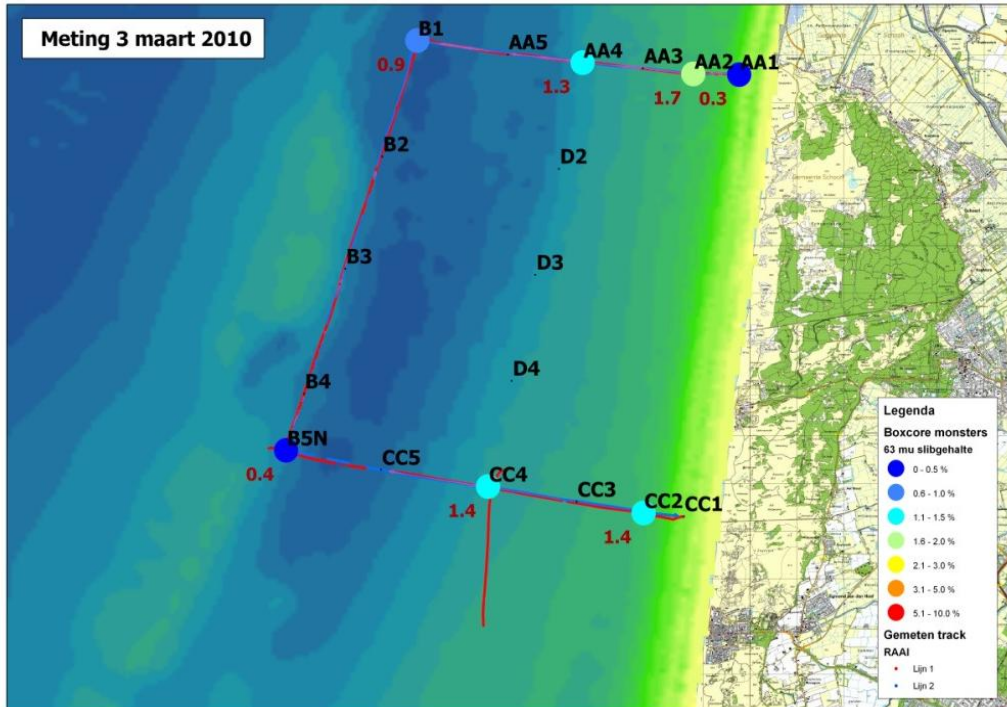 Meting 3 maart 2010
B1
AA5
AA4
AA3
AA2
AA1
0.9
1.3
1.7
0.3
B2
D2
B3
D3
B4
D4
B5N
0.4
CC5
CC4
1.4
CC3
CC2
CC1
1.4
Legenda
Boxcore monsters
63 mu slibgehalte
0 - 0.5 %
0.6 - 1.0 %
1.1 - 1.5 %
1.6 - 2.0 %
2.1 - 3.0 %
3.1 - 5.0 %
5.1 - 10.0 %
Gemeten track
RAAI
Lijn 1
Lijn 2